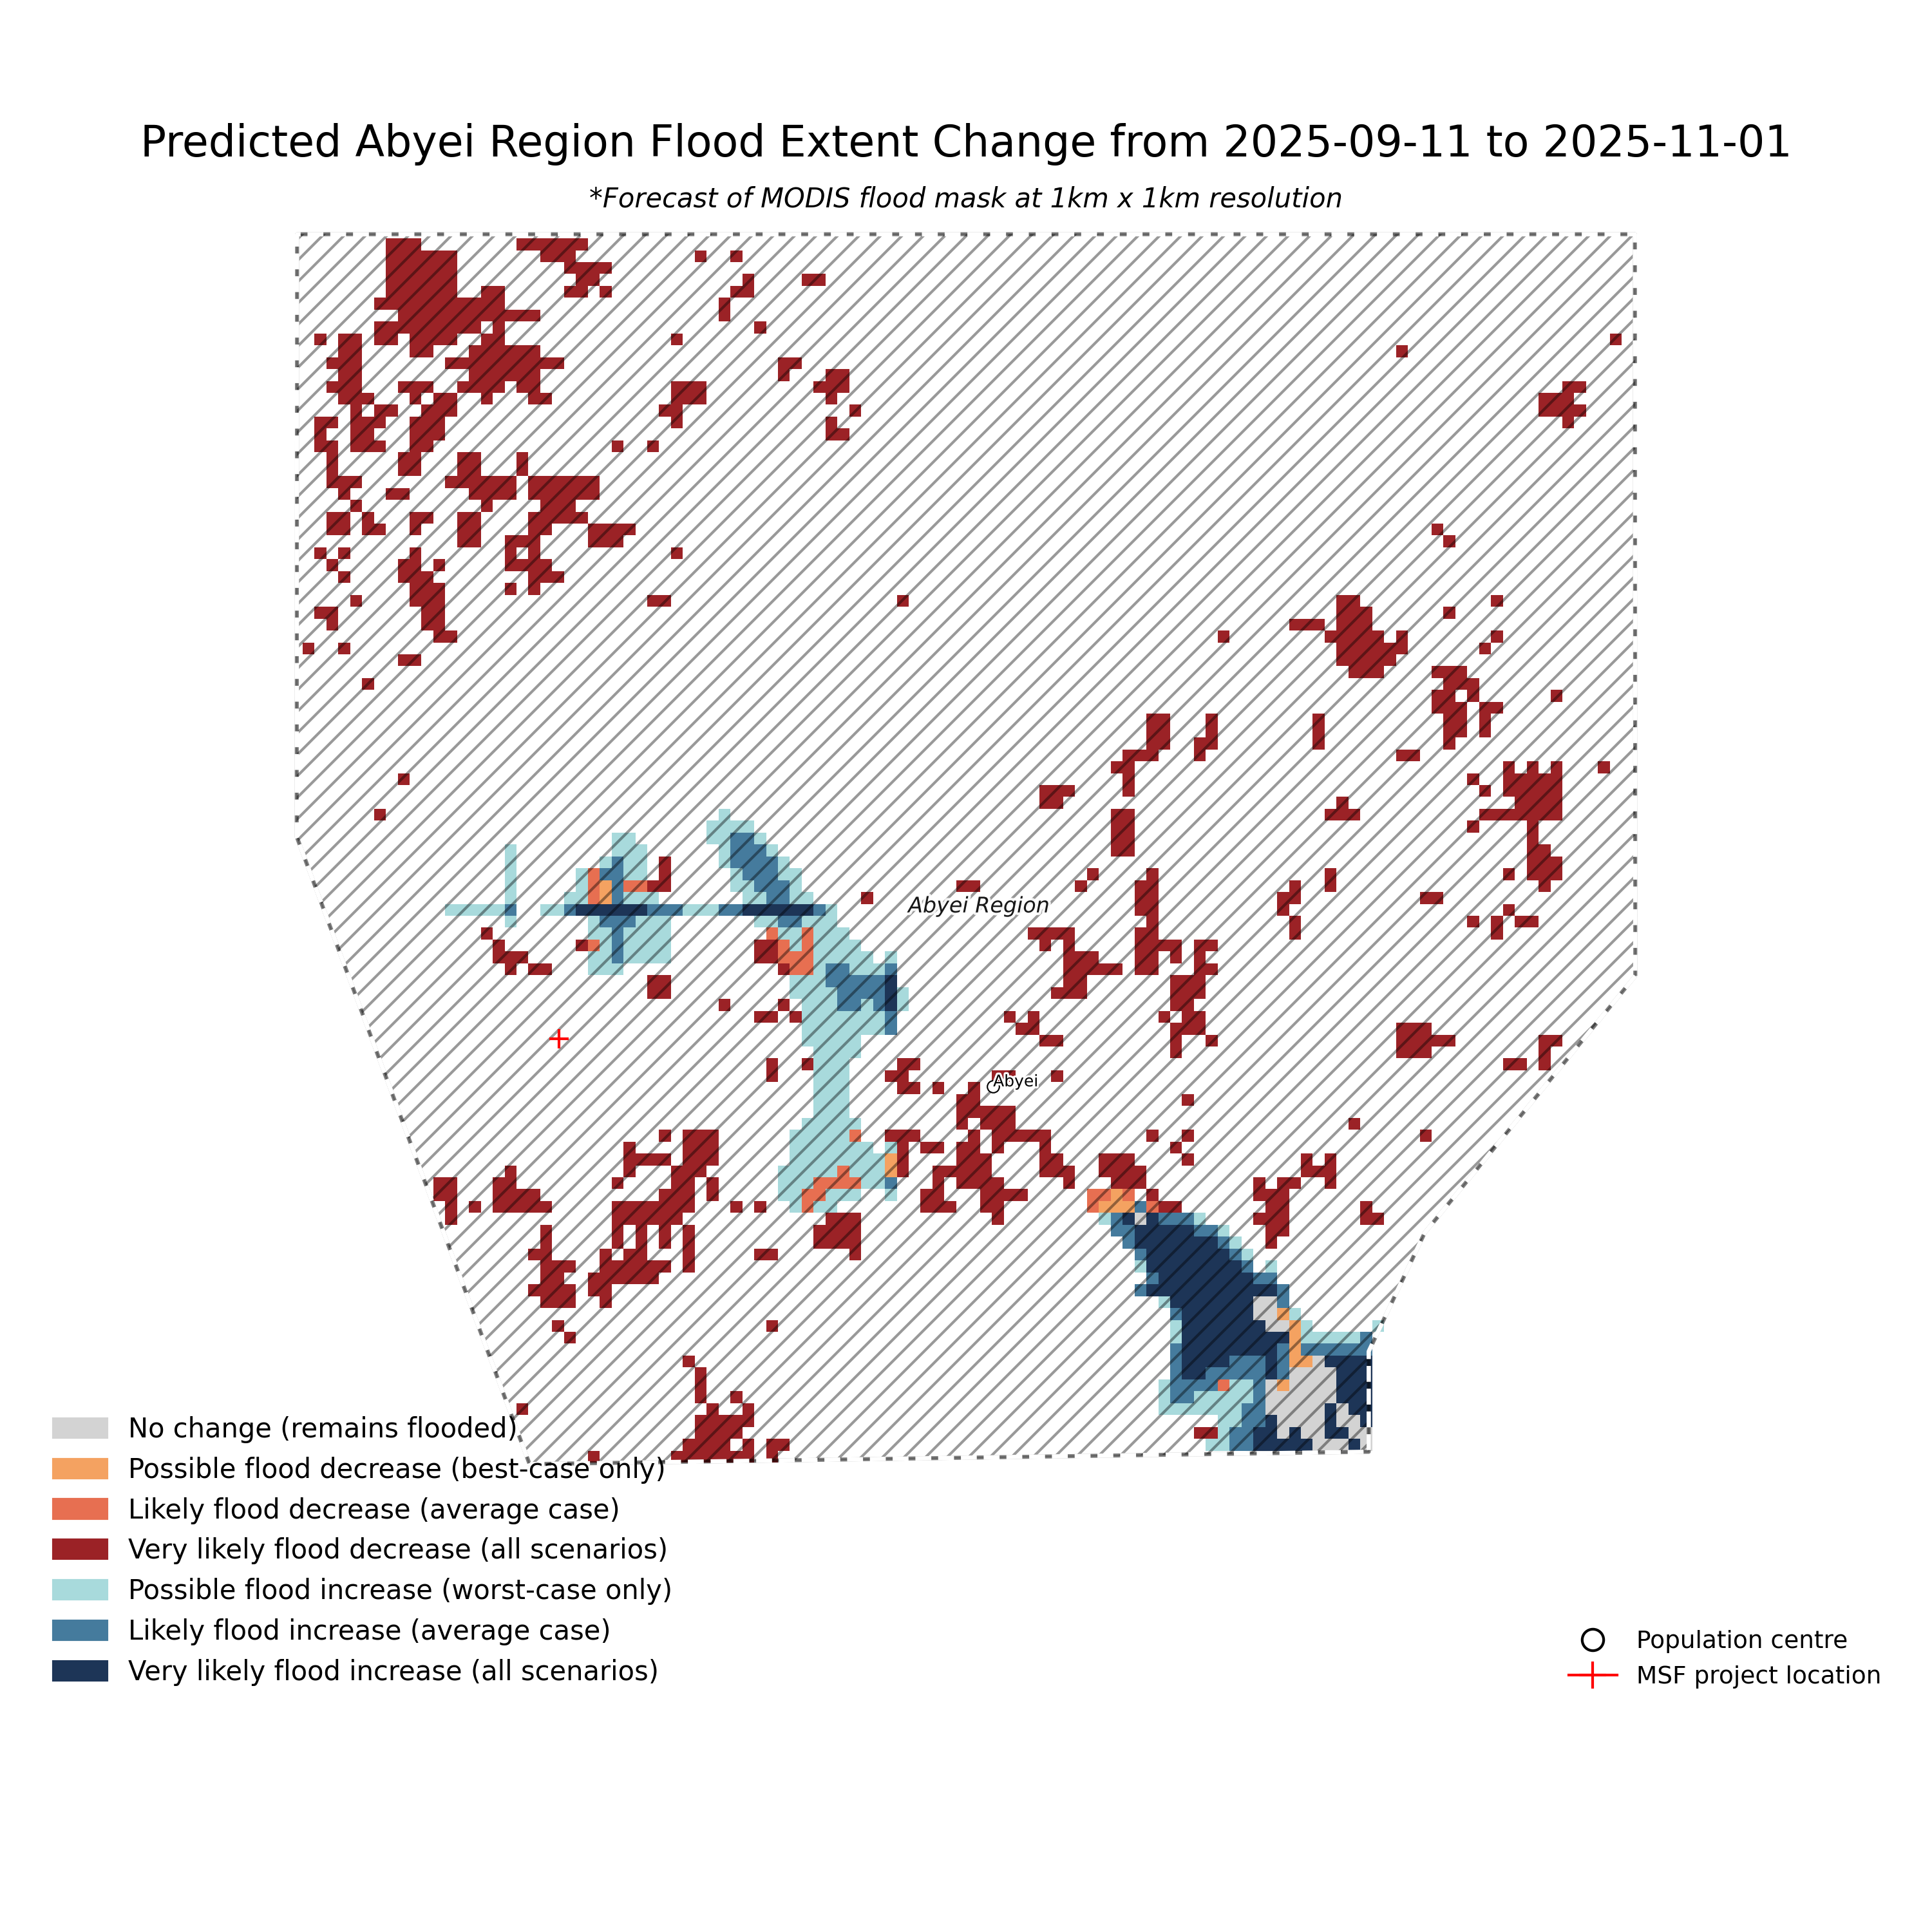 Predicted Abyei Region Flood Extent Change from 2025-09-11 to 2025-11-01
*Forecast of MODIS flood mask at 1km x 1km resolution
Abyei Region
Abyei
No change (remains flooded)
Possible flood decrease (best-case only)
Likely flood decrease (average case)
Very likely flood decrease (all scenarios)
Possible flood increase (worst-case only)
Likely flood increase (average case)
Very likely flood increase (all scenarios)
Population centre
MSF project location